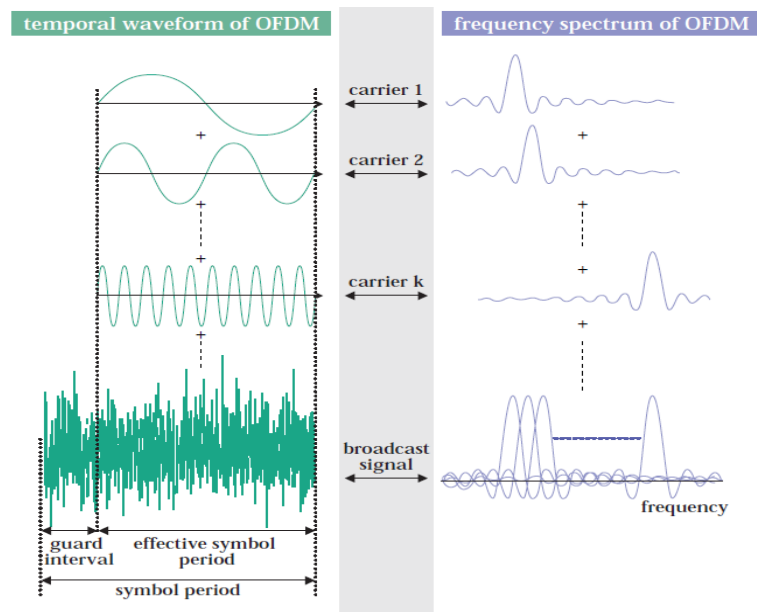 temporal waveform of OFDM
frequency spectrum of OFDM
carrier 1
+
+
carrier 2
+
+
+
+
carrier k
+
+
broadcast
signal
frequency
guard
interval
effective symbol
period
symbol period